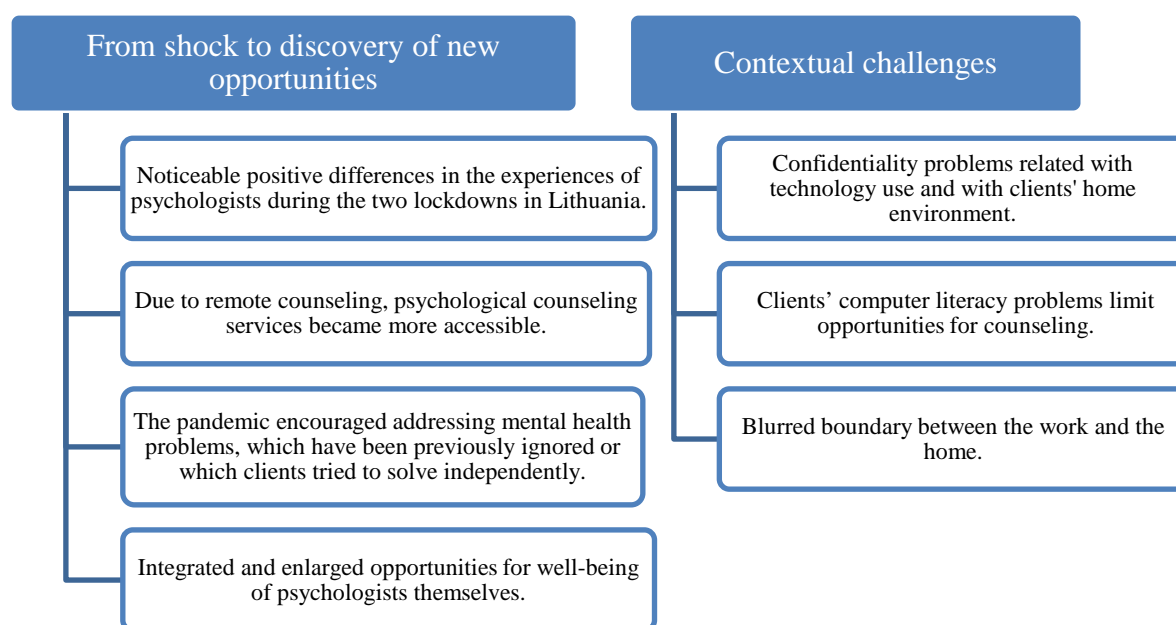 From shock to discovery of new
opportunities
Noticeable positive differences in the experiences of
psychologists during the two lockdowns in Lithuania.
Due to remote counseling, psychological counseling
services became more accessible.
The pandemic encouraged addressing mental health
problems, which have been previously ignored or
which clients tried to solve independently.
Integrated and enlarged opportunities for well-being
of psychologists themselves.
Contextual challenges
Confidentiality problems related with
technology use and with clients' home
environment.
Clients’ computer literacy problems limit
opportunities for counseling.
Blurred boundary between the work and the
home.